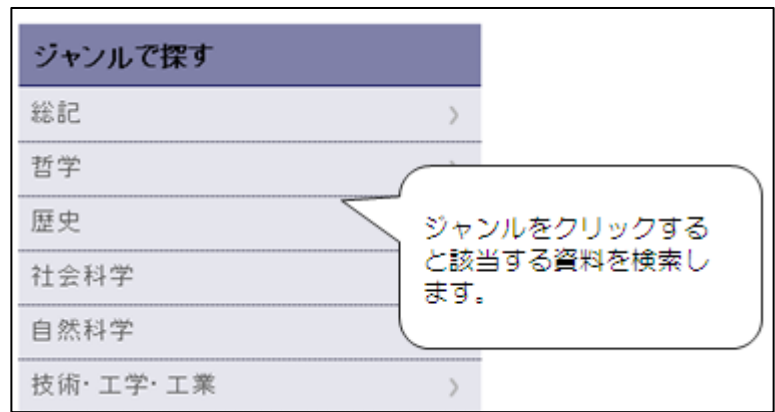 ジャンルで探す
総記
哲学
歴史
社会科学
自然科学
技術・工学・工業
ジャンルをクリックする
と該当する資料を検索し
ます。